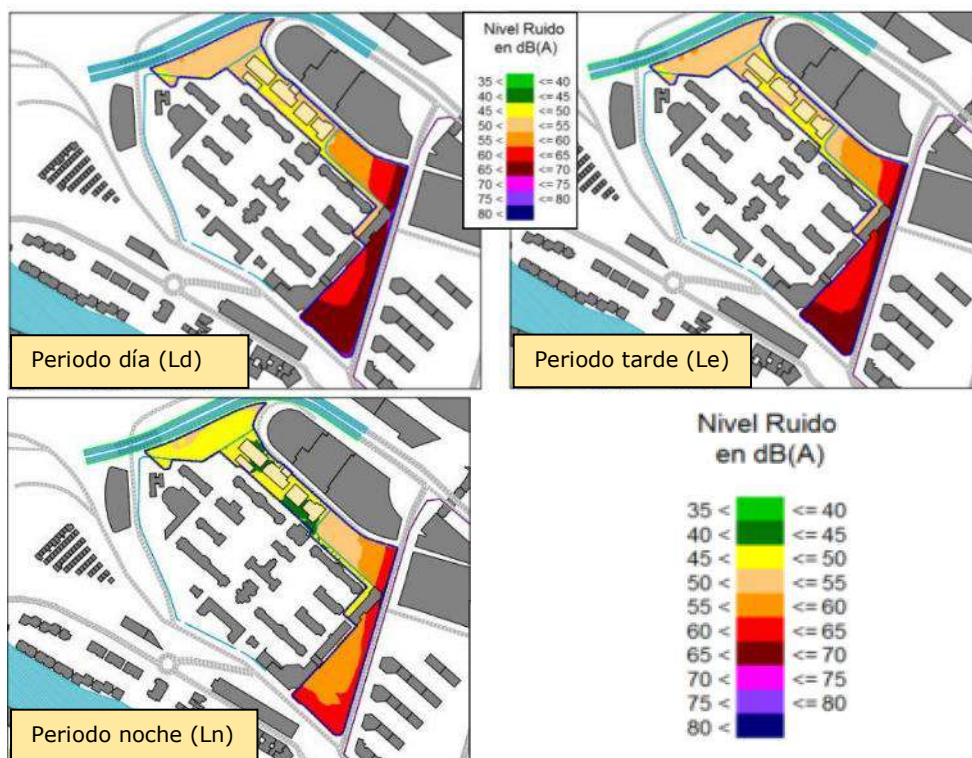 Nivel Ruido
en dB(A)
35 < <= 40
40 < <= 45
45 < <= 50
50 < <= 55
55 < <= 60
60 < <= 65
65 < <= 70
70 < <= 75
75 < <= 80
80 <
Periodo día (Ld)
Periodo tarde (Le)
Periodo noche (Ln)
Nivel Ruido
en dB(A)
35 < <= 40
40 < <= 45
45 < <= 50
50 < <= 55
55 < <= 60
60 < <= 65
65 < <= 70
70 < <= 75
75 < <= 80
80 <